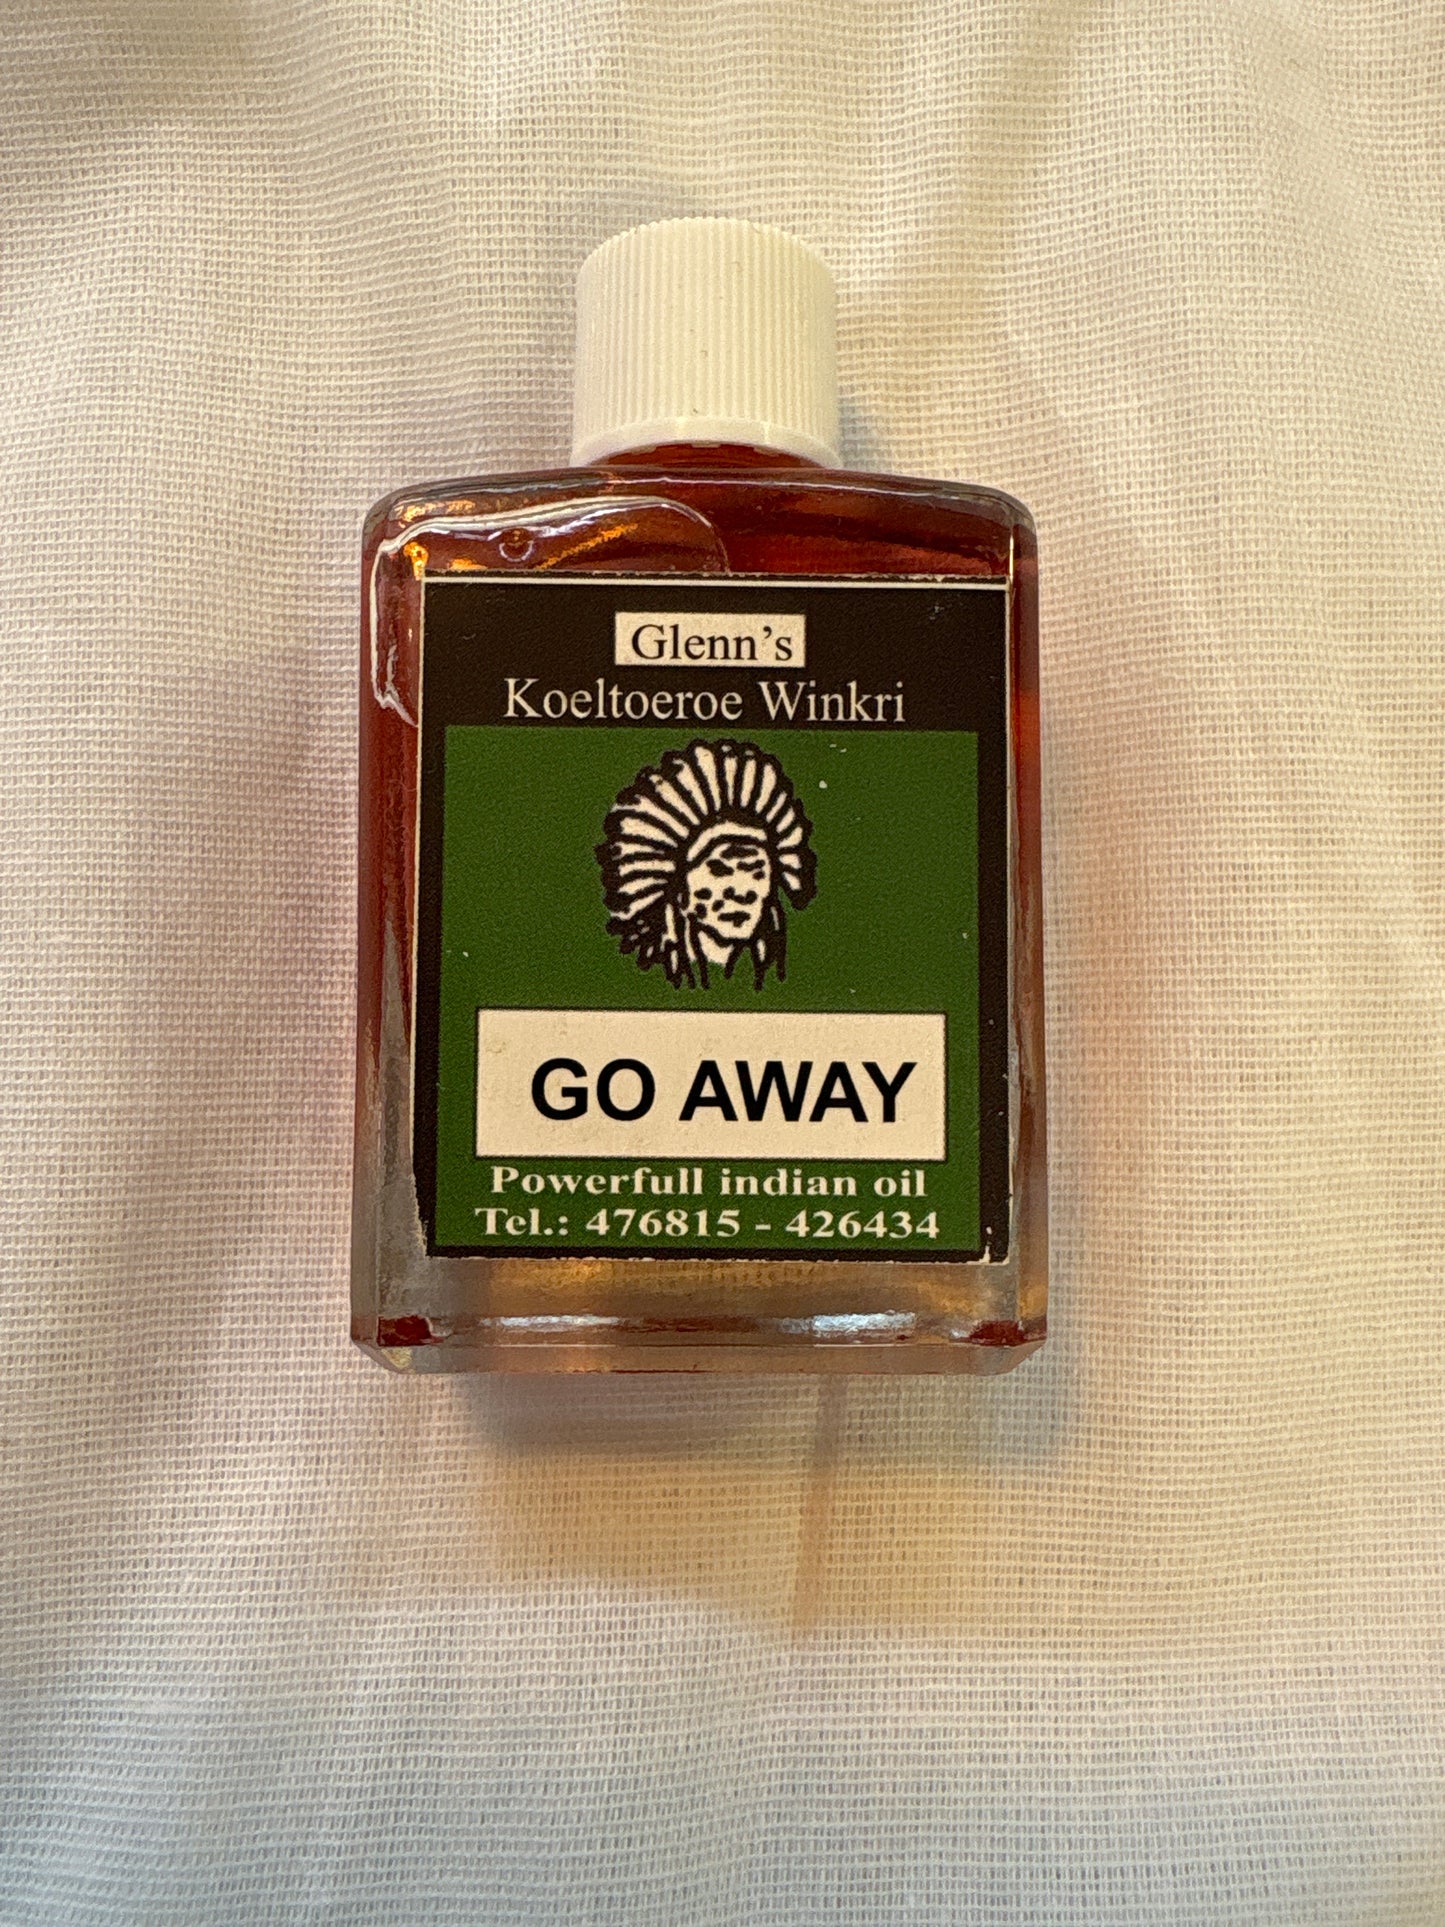 Glenn's
Koeltoeroe Winkri
GO AWAY
Powerfull indian oil
Tel.: 476815 - 426434